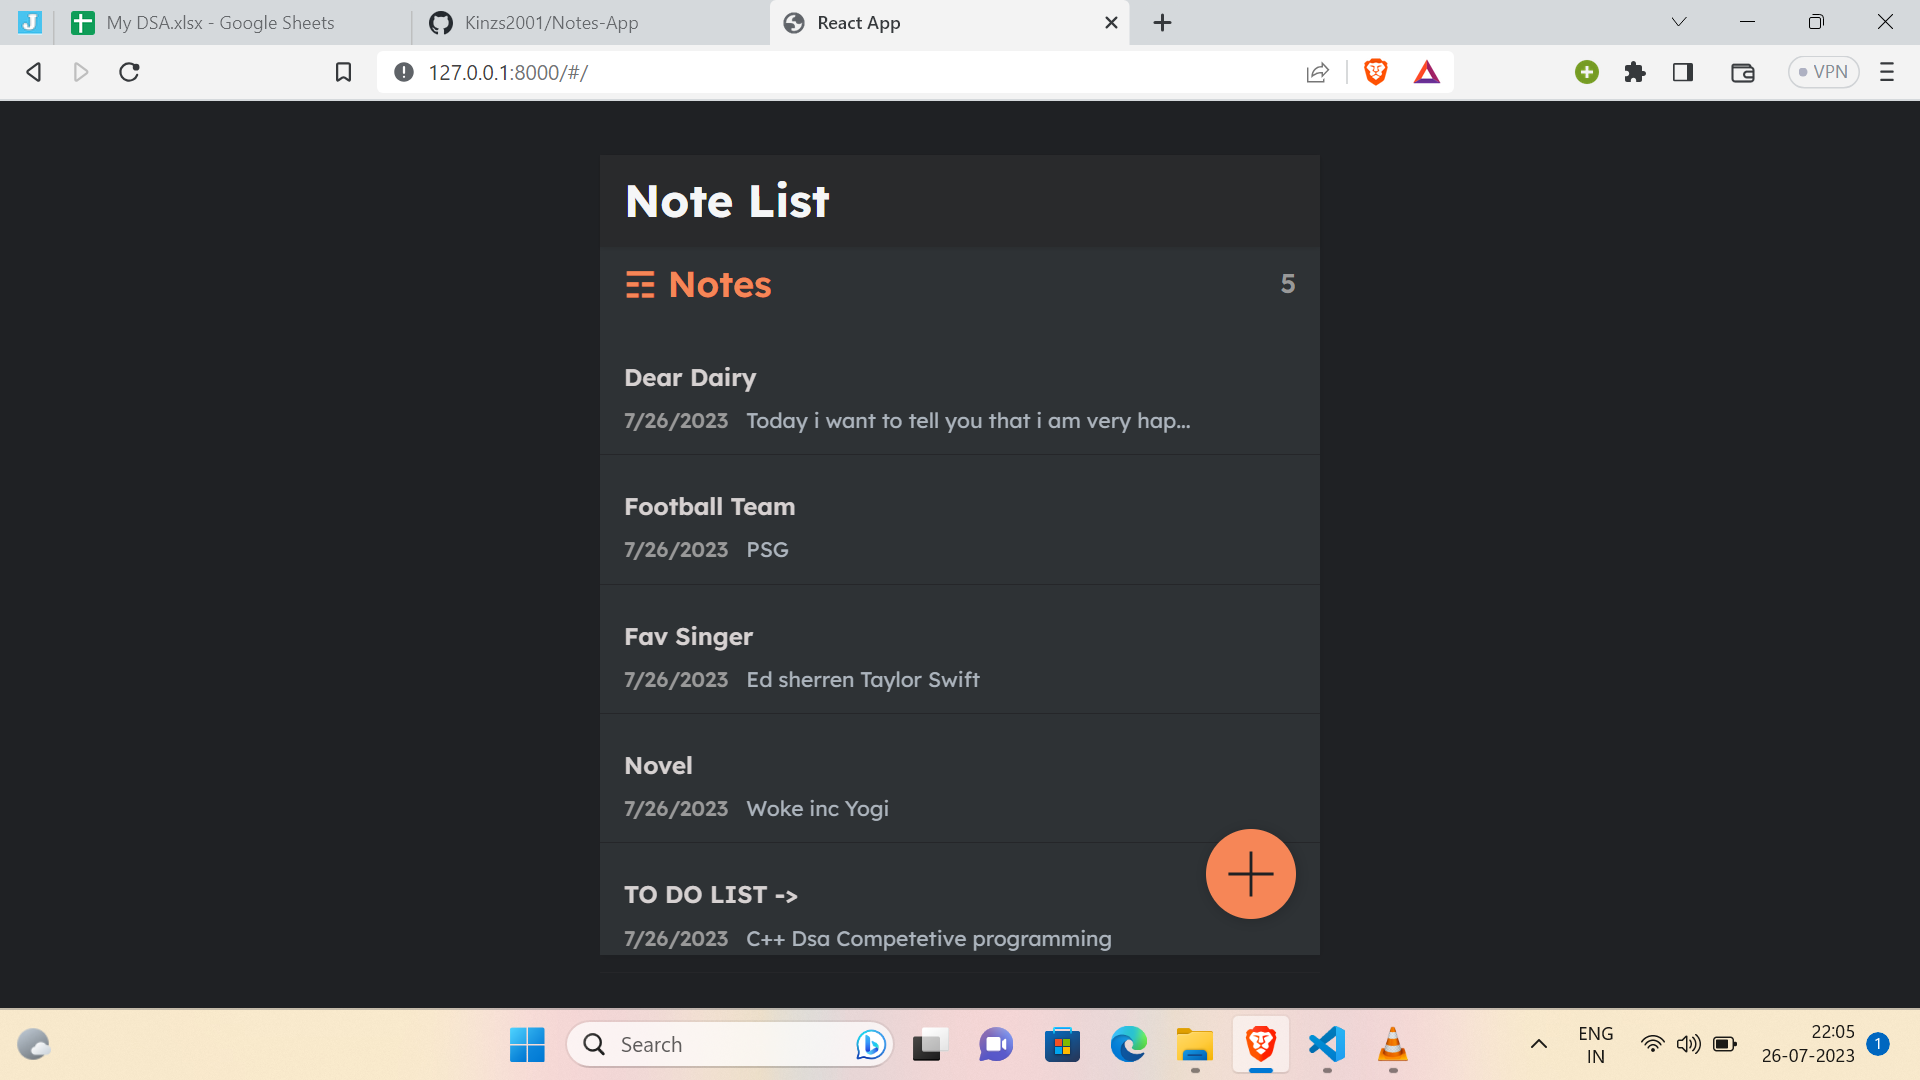 My DSA.xlsx - Google Sheets
Kinzs2001/Notes-App
React App
127.0.0.1:8000/#/
VPN
Note List
Notes
5
Dear Dairy
7/26/2023 Today i want to tell you that i am very hap...
Football Team
7/26/2023 PSG
Fav Singer
7/26/2023 Ed sherren Taylor Swift
Novel
7/26/2023 Woke inc Yogi
TO DO LIST ->
7/26/2023 C++ Dsa Competetive programming
Search
ENG
IN
22:05
26-07-2023
1